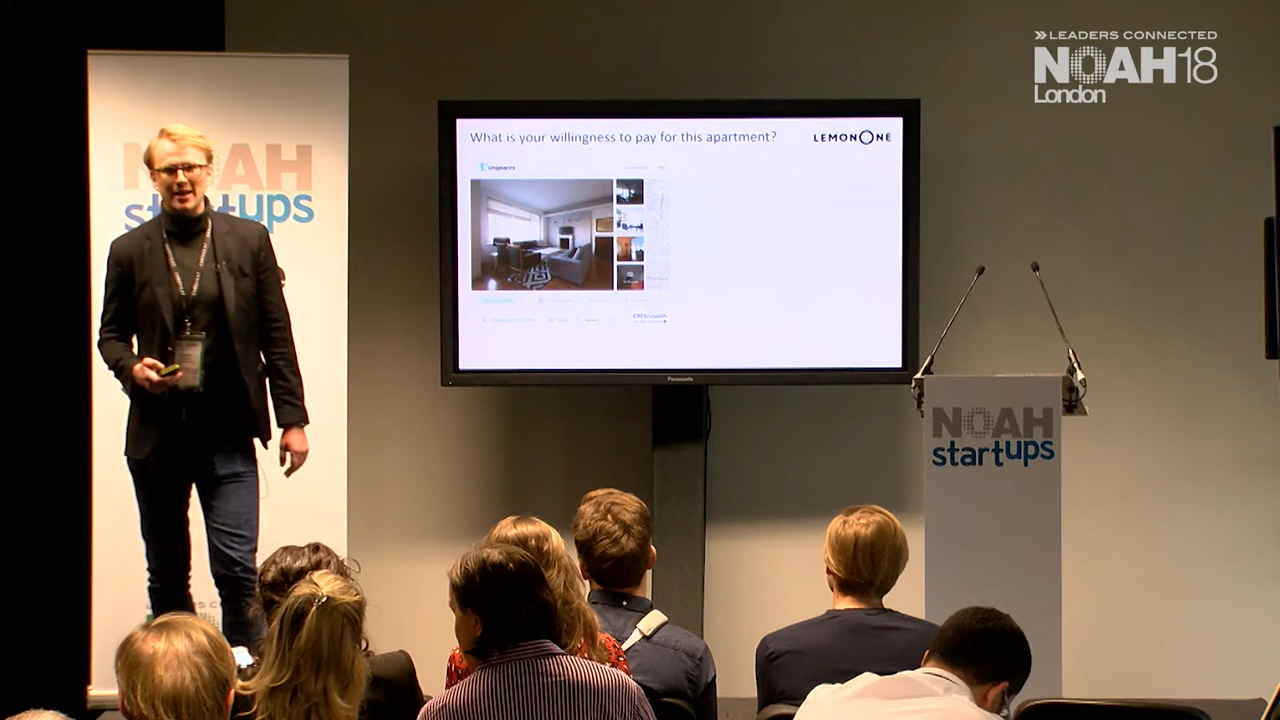 LEADERS CONNECTED
NOAH18
London
NOAH
startups
What is your willingness to pay for this apartment?
LEMONONE
Uniplaces
Panasonic
NOAH
startups